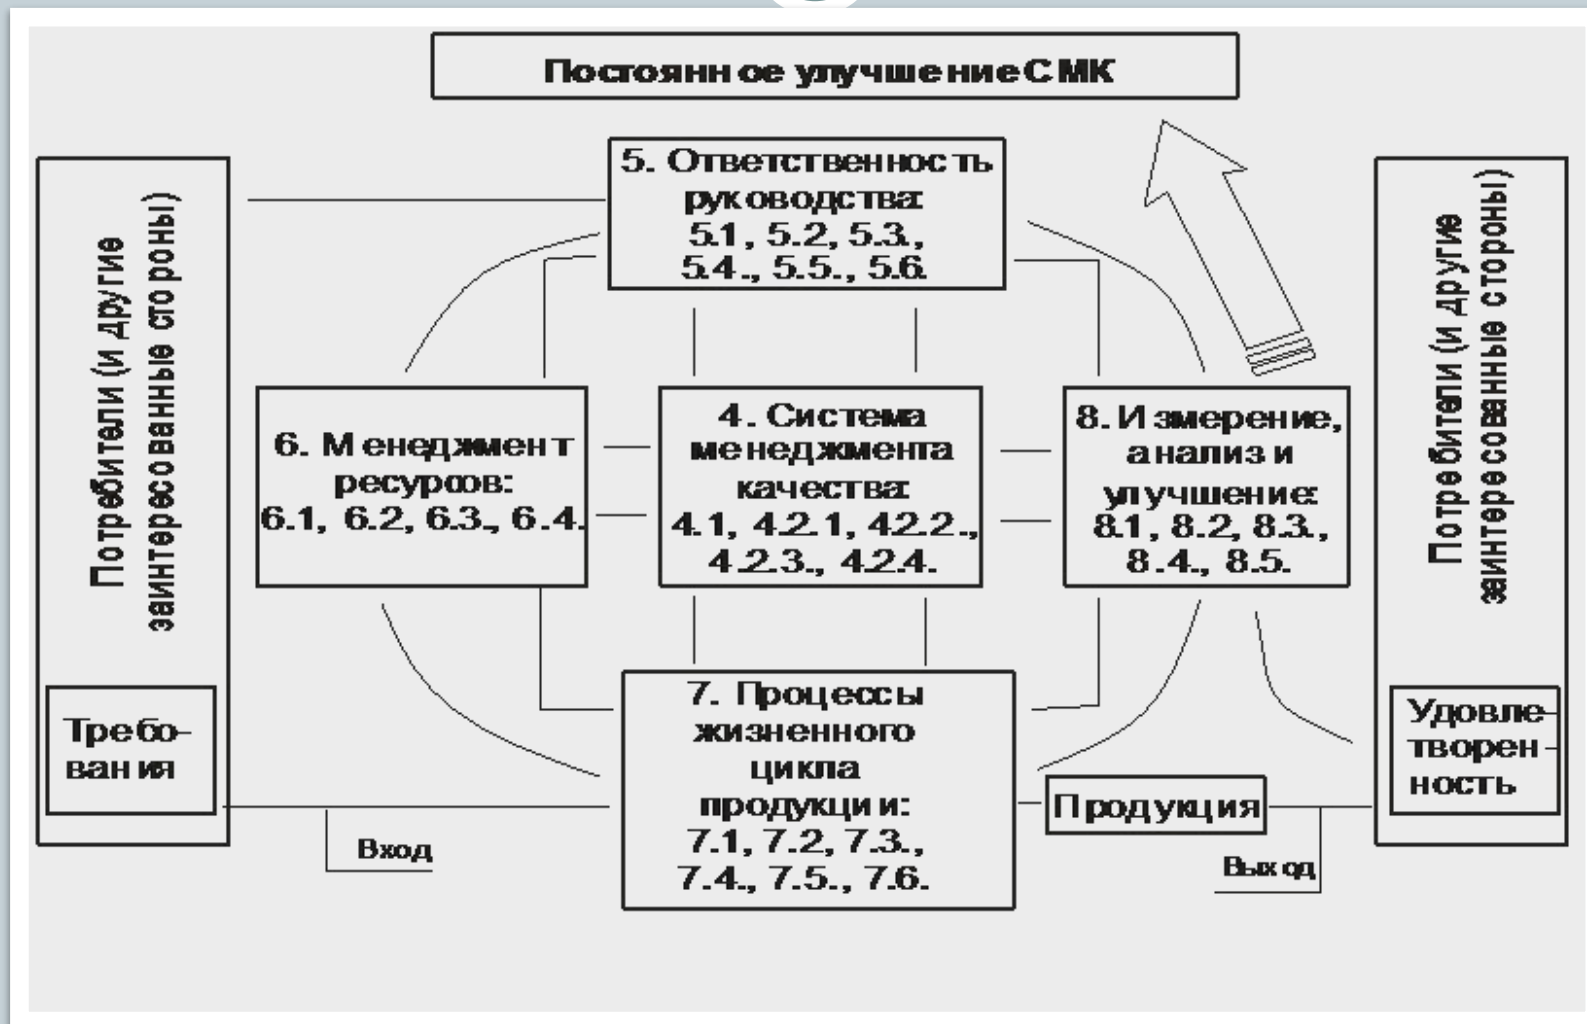 Постоянное улучшение СМК
Потребители (и другие
заинтересованные стороны)
Требо-
вания
5. Ответственность
руководства:
5.1, 5.2, 5.3.,
5.4., 5.5., 5.6.
6. Менеджмент
ресурсов:
6.1, 6.2, 6.3., 6.4.
4. Система
менеджмента
качества:
4.1, 4.2.1, 4.2.2.,
4.2.3., 4.2.4.
8. Измерение,
анализ и
улучшение:
8.1, 8.2, 8.3.,
8.4., 8.5.
7. Процессы
жизненного
цикла
продукции:
7.1, 7.2, 7.3.,
7.4., 7.5., 7.6.
Вход
Продукция
Выход
Потребители (и другие
заинтересованные стороны)
Удовле-
творен-
ность